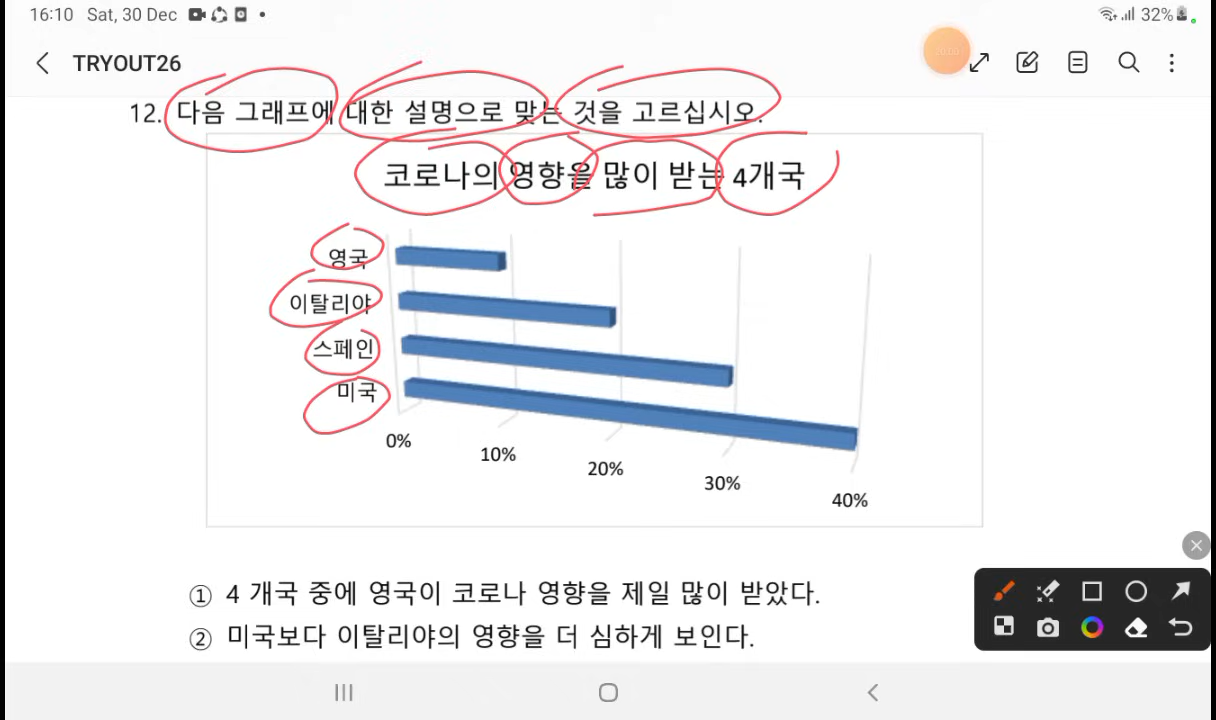 16:10 Sat, 30 Dec 32%
TRYOUT26
12. 다음 그래프에 대한 설명으로 맞는 것을 고르십시오.
코로나의 영향을 많이 받는 4개국
영국
이탈리야
스페인
미국
0%
10%
20%
30%
40%
① 4 개국 중에 영국이 코로나 영향을 제일 많이 받았다.
② 미국보다 이탈리야의 영향을 더 심하게 보인다.